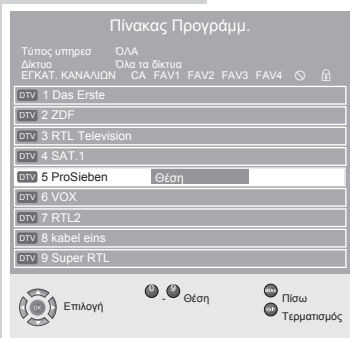 Πίνακας Προγράμμ.
Τύπος υπηρεσ ΌΛΑ
Δίκτυο Όλα τα δίκτυα
ΕΓΚΑΤ. ΚΑΝΑΛΙΩΝ CA FAV1 FAV2 FAV3 FAV4
DTV 1 Das Erste
DTV 2 ZDF
DTV 3 RTL Television
DTV 4 SAT.1
DTV 5 ProSieben Θέση
DTV 6 VOX
DTV 7 RTL2
DTV 8 kabel eins
DTV 9 Super RTL
OK Επιλογή 0 - 9 Θέση MENU Πίσω
EXIT Τερματισμός